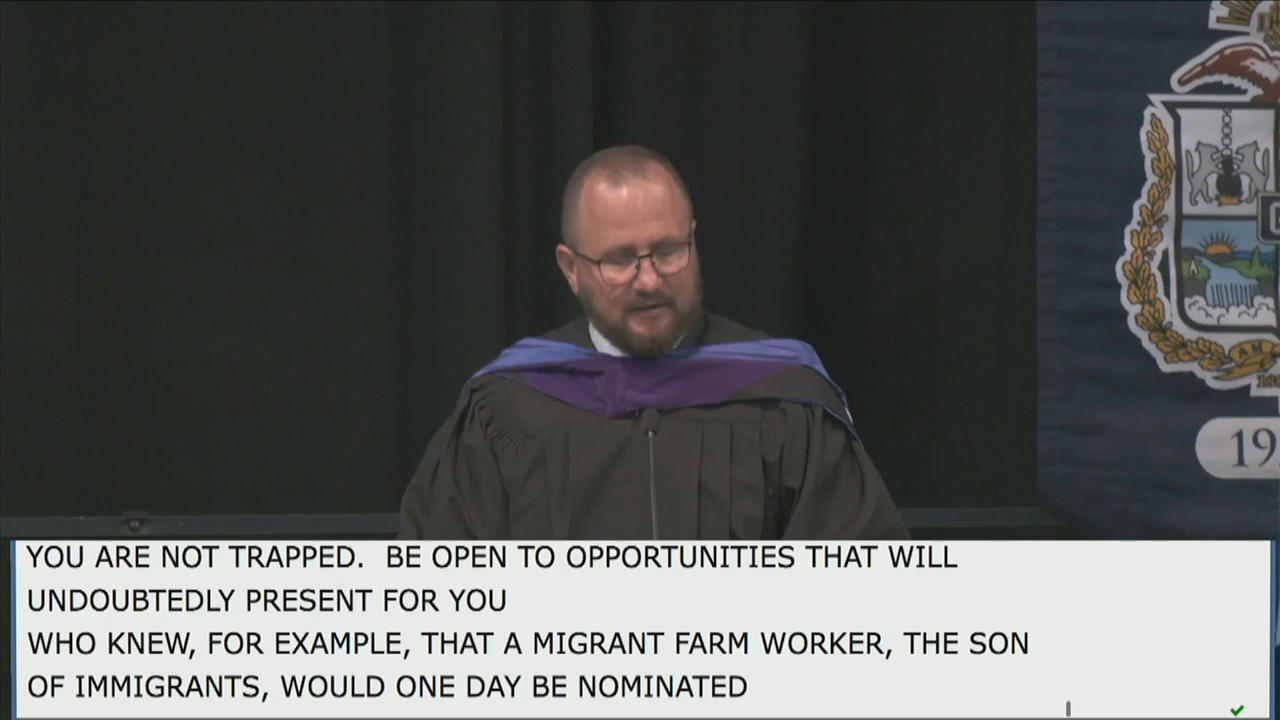 19
YOU ARE NOT TRAPPED.  BE OPEN TO OPPORTUNITIES THAT WILL
UNDOUBTEDLY PRESENT FOR YOU
WHO KNEW, FOR EXAMPLE, THAT A MIGRANT FARM WORKER, THE SON
OF IMMIGRANTS, WOULD ONE DAY BE NOMINATED